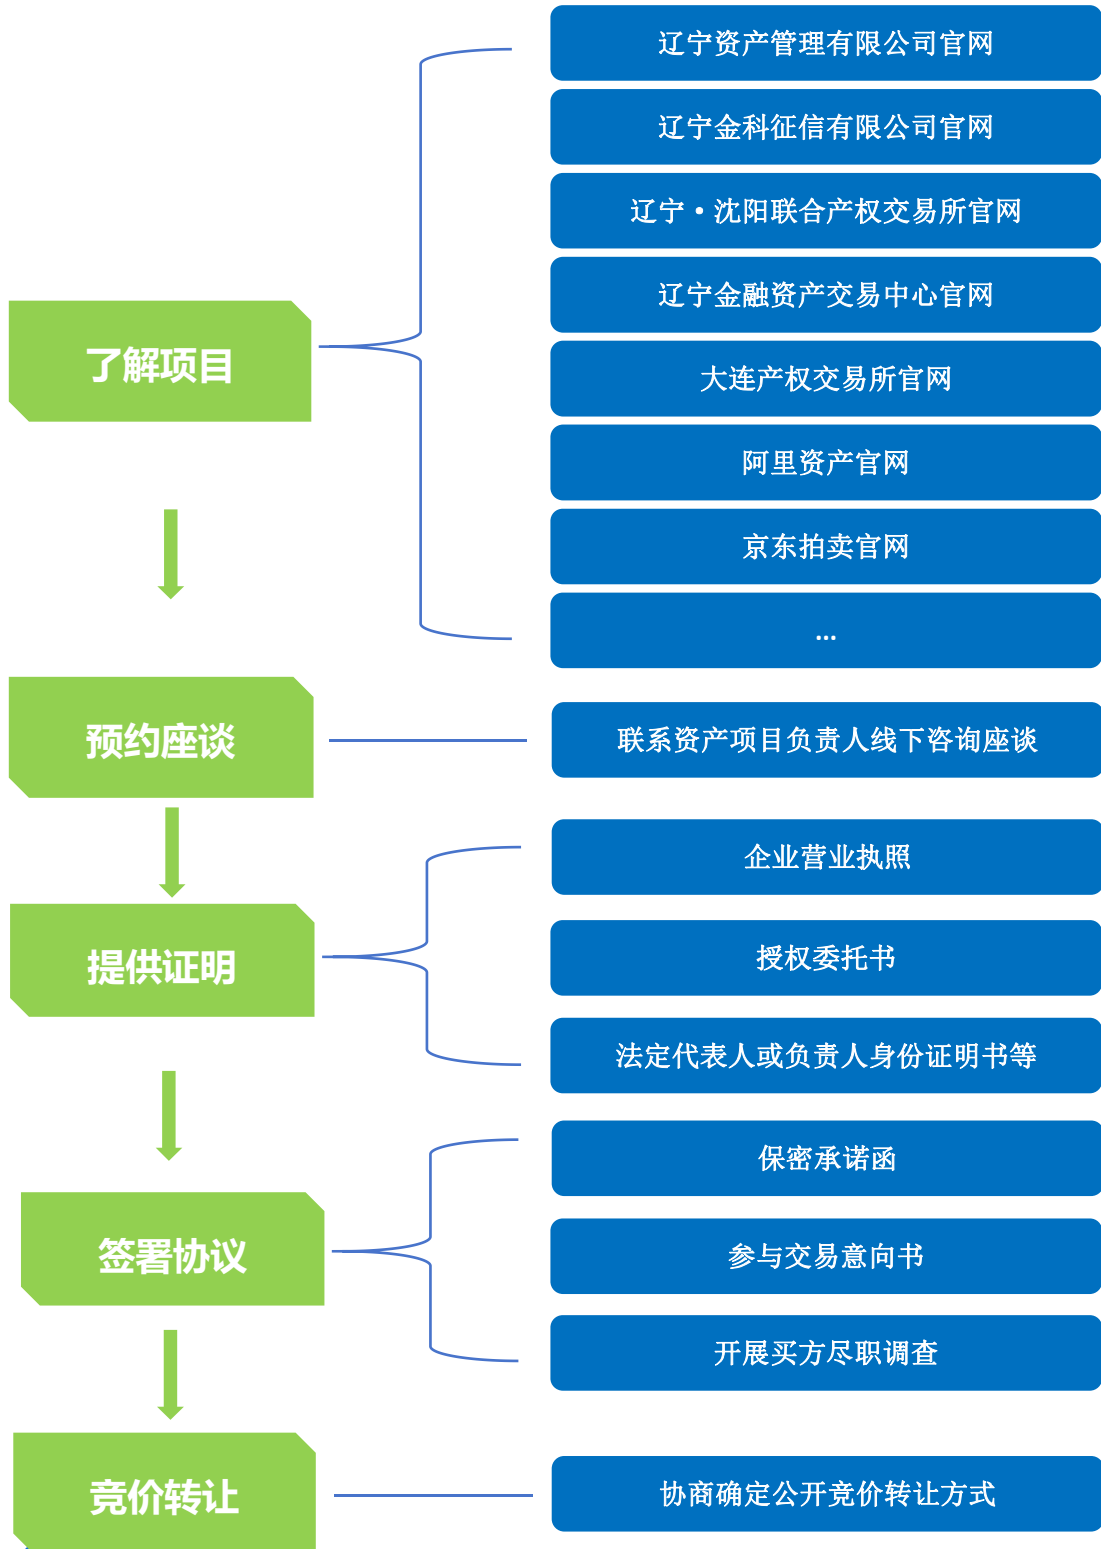 了解项目
辽宁资产管理有限公司官网
辽宁金科征信有限公司官网
辽宁·沈阳联合产权交易所官网
辽宁金融资产交易中心官网
大连产权交易所官网
阿里资产官网
京东拍卖官网
...
预约座谈
联系资产项目负责人线下咨询座谈
提供证明
企业营业执照
授权委托书
法定代表人或负责人身份证明书等
签署协议
保密承诺函
参与交易意向书
开展买方尽职调查
竞价转让
协商确定公开竞价转让方式